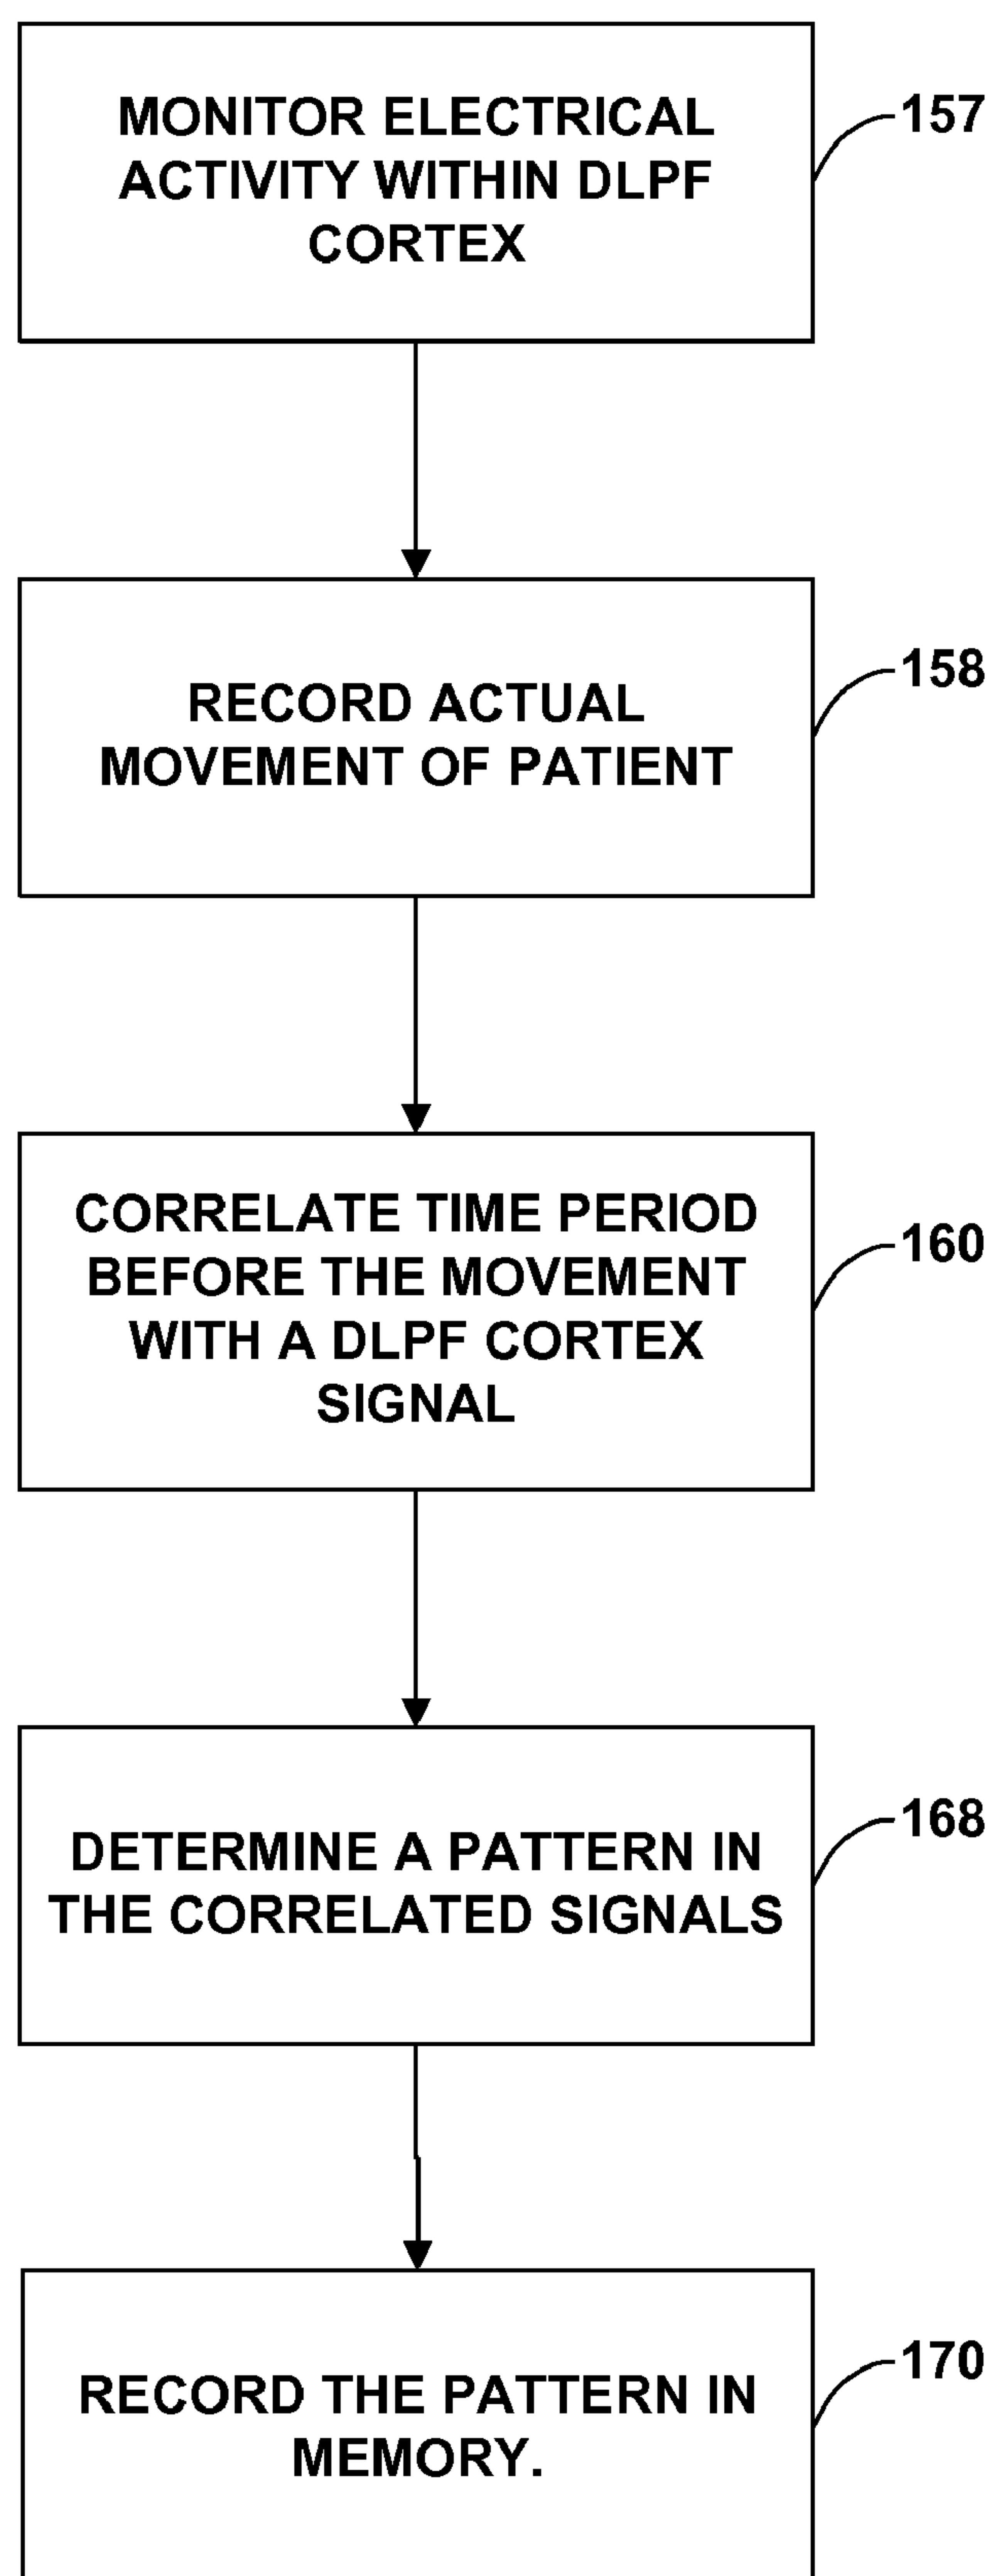 MONITOR ELECTRICAL
ACTIVITY WITHIN DLPF
CORTEX
157
RECORD ACTUAL
MOVEMENT OF PATIENT
158
CORRELATE TIME PERIOD
BEFORE THE MOVEMENT
WITH A DLPF CORTEX
SIGNAL
160
DETERMINE A PATTERN IN
THE CORRELATED SIGNALS
168
RECORD THE PATTERN IN
MEMORY.
170